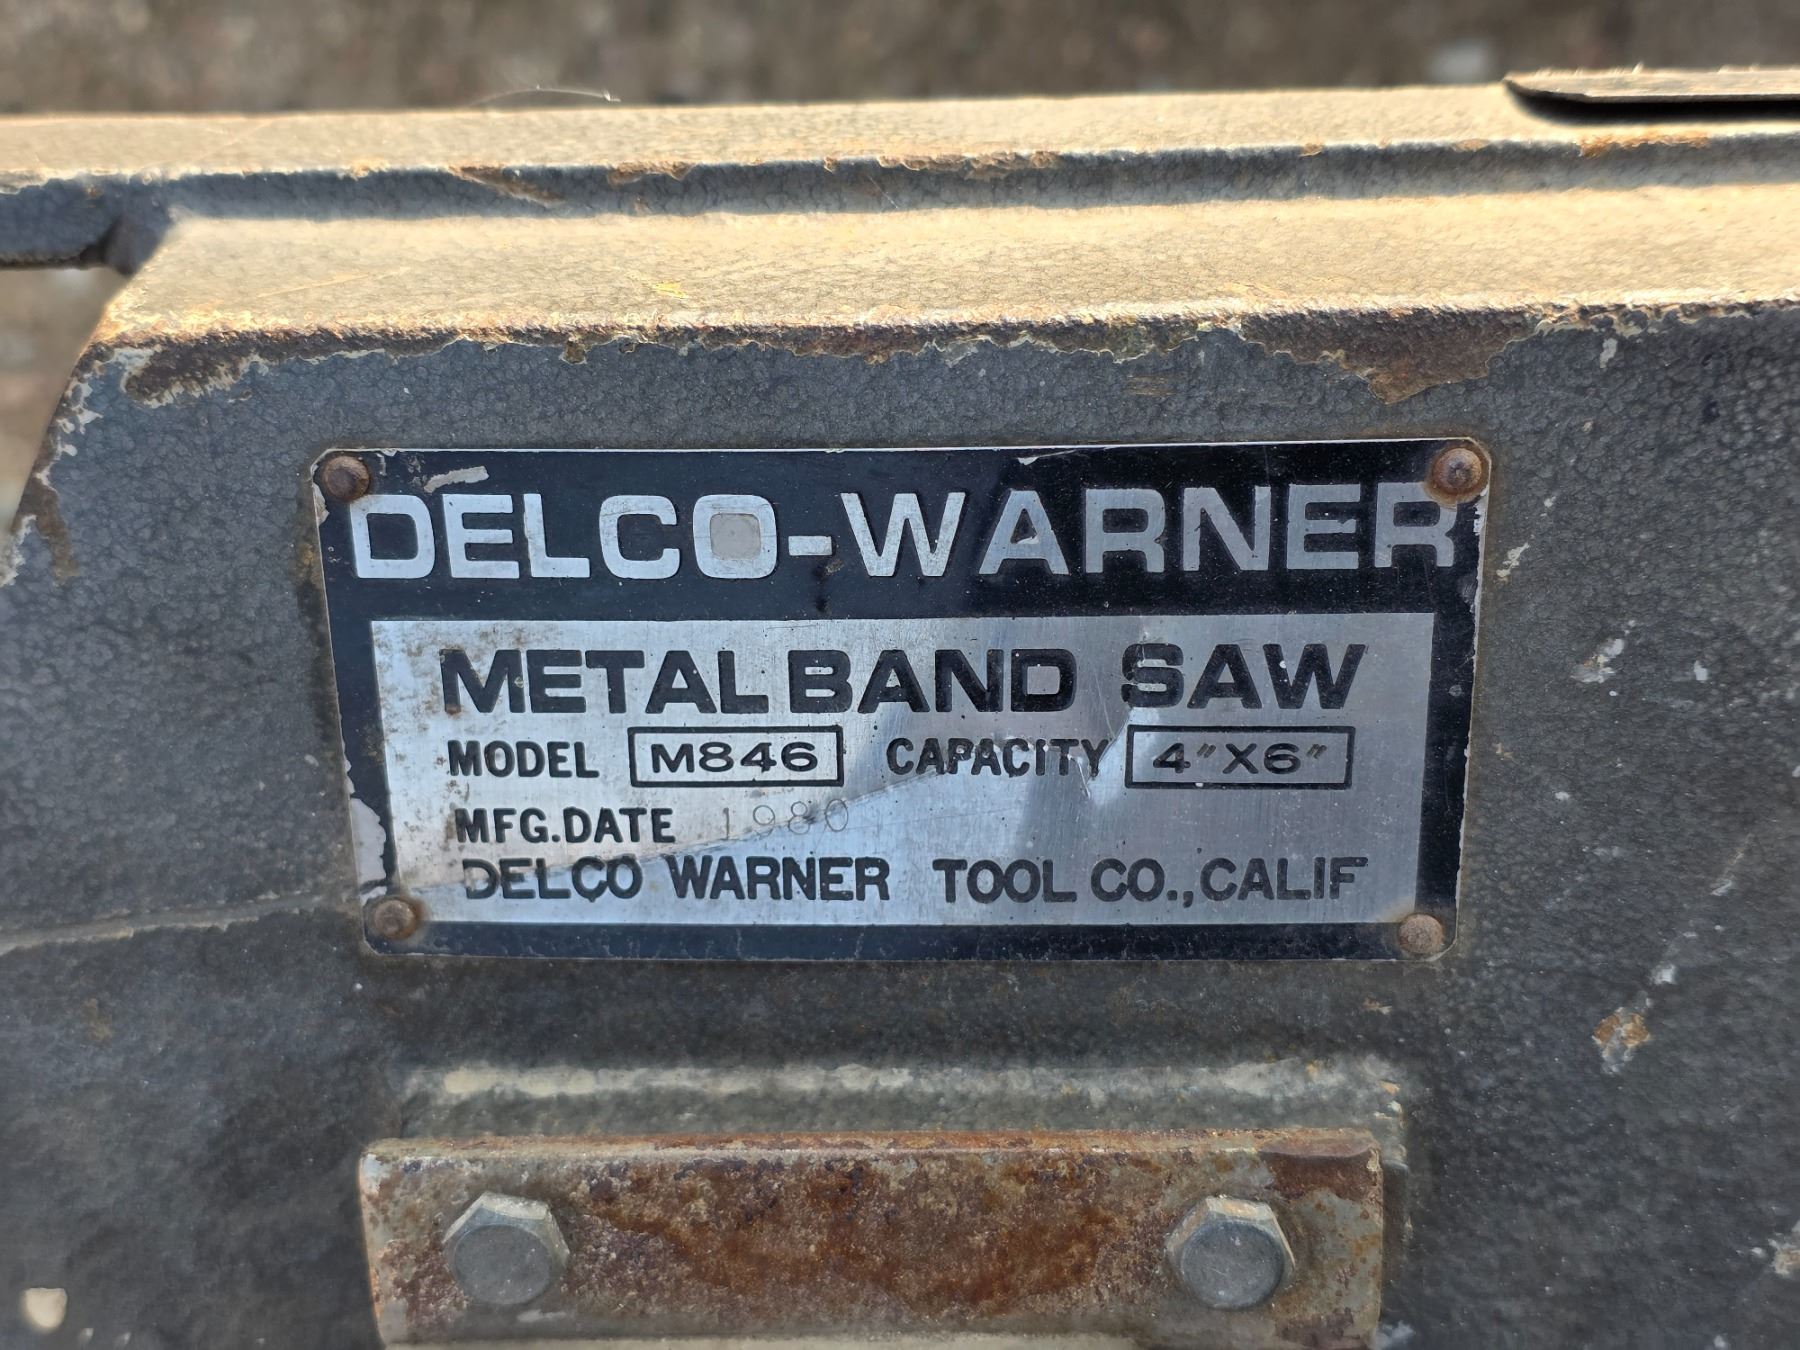 DELCO-WARNER
METAL BAND SAW
MODEL M846 CAPACITY 4"X6"
MFG.DATE 1980
DELCO WARNER TOOL CO., CALIF